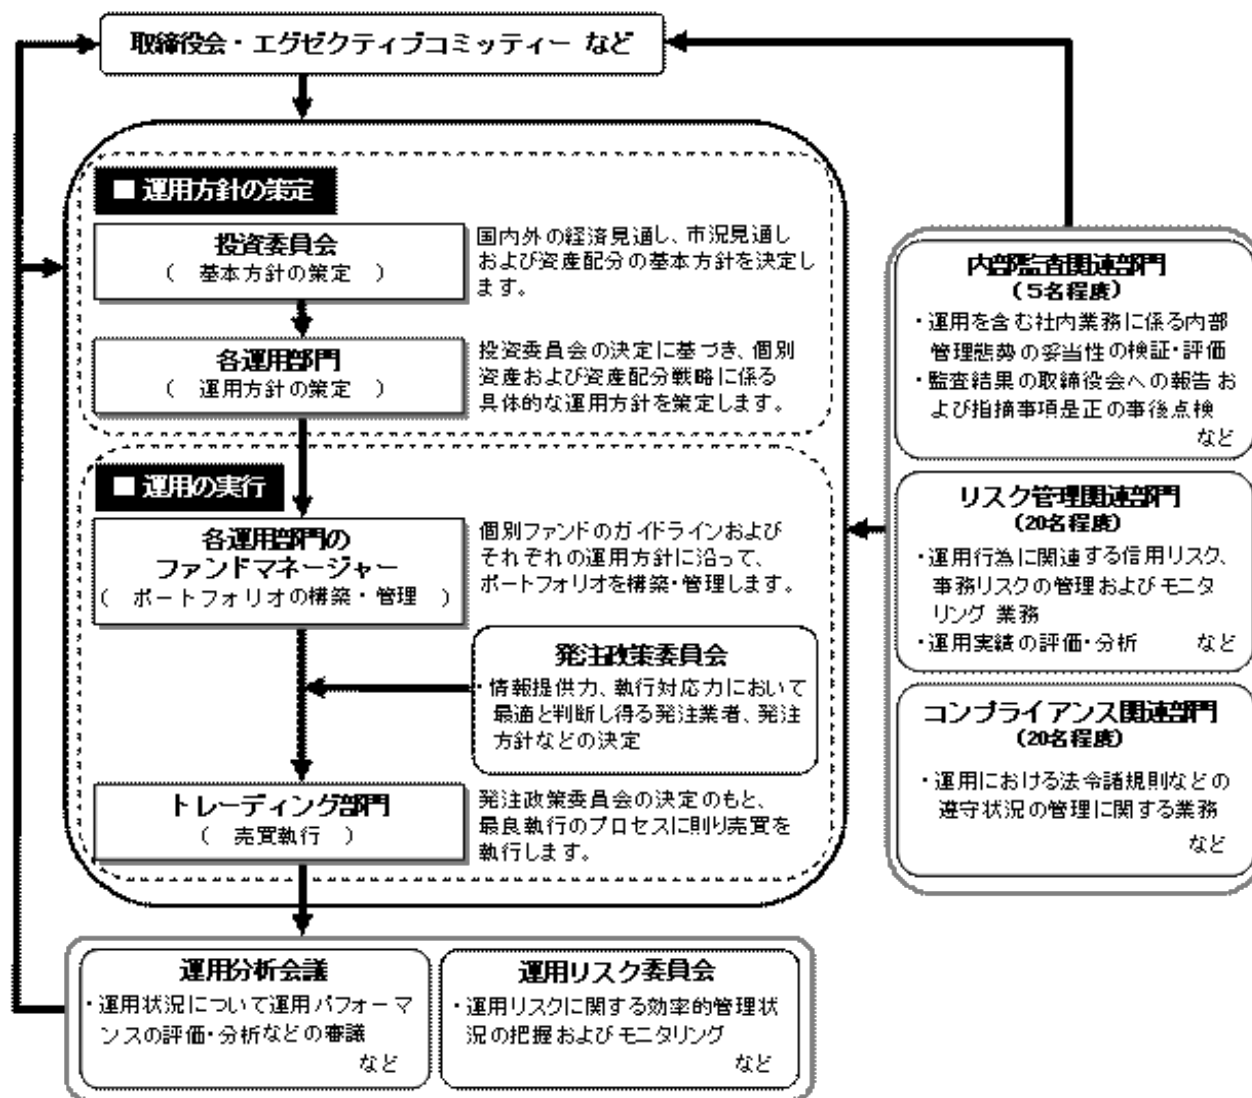 取締役会・エグゼクティブコミッティー など
■ 運用方針の策定
投資委員会
（ 基本方針の策定 ）
国内外の経済見通し、市況見通し
および資産配分の基本方針を決定し
ます。
各運用部門
（ 運用方針の策定 ）
投資委員会の決定に基づき、個別
資産および資産配分戦略に係る
具体的な運用方針を策定します。
■ 運用の実行
各運用部門の
ファンドマネージャー
（ ポートフォリオの構築・管理 ）
個別ファンドのガイドラインおよび
それぞれの運用方針に沿って、
ポートフォリオを構築・管理します。
発注政策委員会
・情報提供力、執行対応力において
最適と判断し得る発注業者、発注
方針などの決定
トレーディング部門
（ 売買執行 ）
発注政策委員会の決定のもと、
最良執行のプロセスに則り売買を
執行します。
運用分析会議
・運用状況について運用パフォーマ
ンスの評価・分析などの審議
など
運用リスク委員会
・運用リスクに関する効率的管理状
況の把握およびモニタリング
など
内部監査関連部門
（５名程度）
・運用を含む社内業務に係る内部
管理態勢の妥当性の検証・評価
・監査結果の取締役会への報告 お
よび指摘事項是正の事後点検
など
リスク管理関連部門
（20名程度）
・運用行為に関連する信用リスク、
事務リスクの管理およびモニタ
リング 業務
・運用実績の評価・分析 など
コンプライアンス関連部門
（20名程度）
・運用における法令諸規則などの
遵守状況の管理に関する業務
など